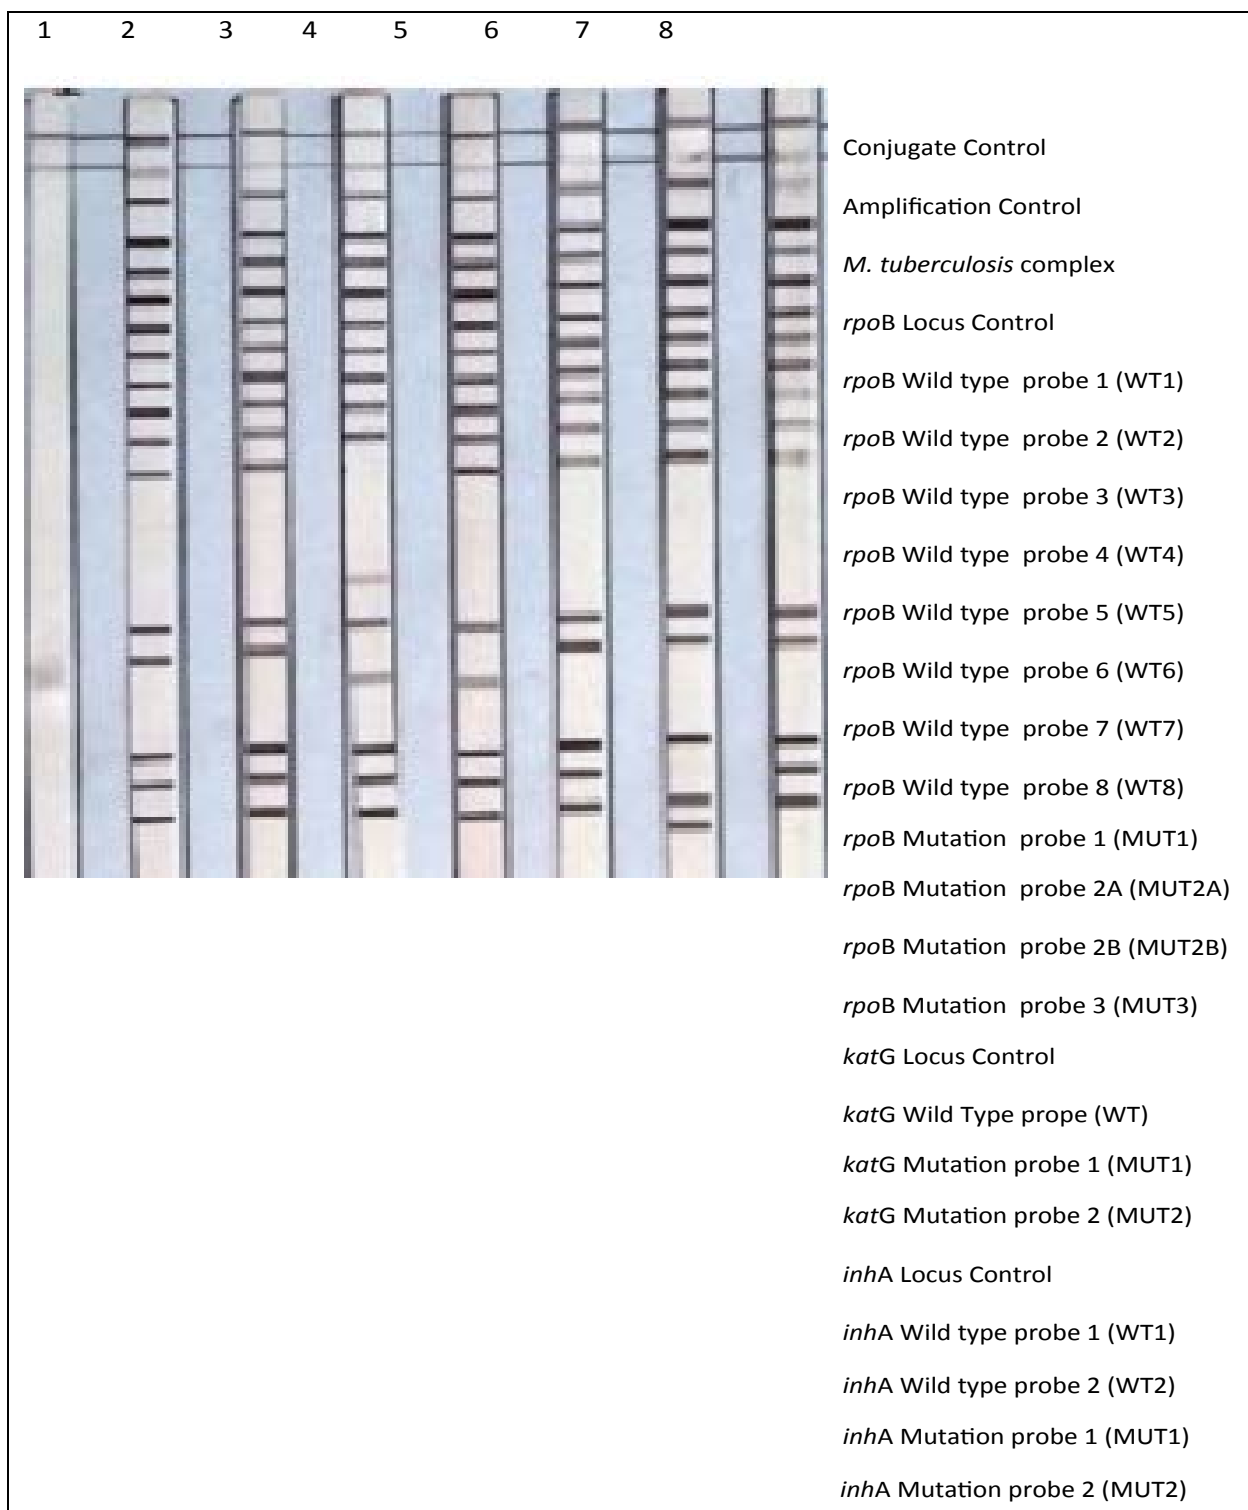 1 2 3 4 5 6 7 8
Conjugate Control
Amplification Control
M. tuberculosis complex
rpoB Locus Control
rpoB Wild type probe 1 (WT1)
rpoB Wild type probe 2 (WT2)
rpoB Wild type probe 3 (WT3)
rpoB Wild type probe 4 (WT4)
rpoB Wild type probe 5 (WT5)
rpoB Wild type probe 6 (WT6)
rpoB Wild type probe 7 (WT7)
rpoB Wild type probe 8 (WT8)
rpoB Mutation probe 1 (MUT1)
rpoB Mutation probe 2A (MUT2A)
rpoB Mutation probe 2B (MUT2B)
rpoB Mutation probe 3 (MUT3)
katG Locus Control
katG Wild Type prope (WT)
katG Mutation probe 1 (MUT1)
katG Mutation probe 2 (MUT2)
inhA Locus Control
inhA Wild type probe 1 (WT1)
inhA Wild type probe 2 (WT2)
inhA Mutation probe 1 (MUT1)
inhA Mutation probe 2 (MUT2)